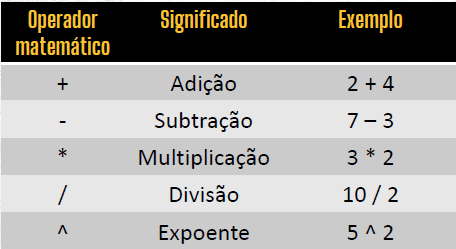 Operador matemático Significado Exemplo
+ Adição 2 + 4
- Subtração 7 – 3
* Multiplicação 3 * 2
/ Divisão 10 / 2
^ Expoente 5 ^ 2